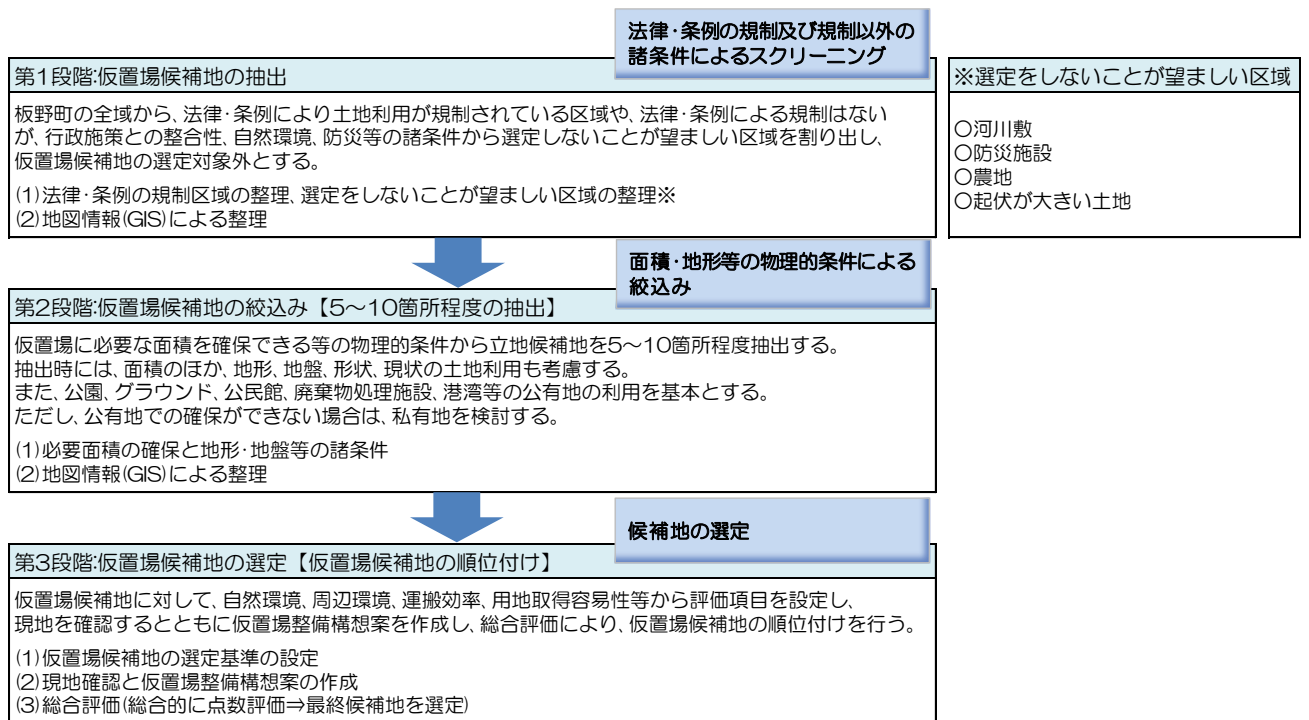 法律･条例の規制及び規制以外の
諸条件によるスクリーニング
第1段階:仮置場候補地の抽出
板野町の全域から､法律･条例により土地利用が規制されている区域や､法律･条例による規制はない
が､行政施策との整合性､自然環境､防災等の諸条件から選定しないことが望ましい区域を割り出し､
仮置場候補地の選定対象外とする。
(1)法律･条例の規制区域の整理､選定をしないことが望ましい区域の整理※
(2)地図情報(GIS)による整理
※選定をしないことが望ましい区域
○河川敷
○防災施設
○農地
○起伏が大きい土地
面積･地形等の物理的条件による
絞込み
第2段階:仮置場候補地の絞込み【5～10箇所程度の抽出】
仮置場に必要な面積を確保できる等の物理的条件から立地候補地を5～10箇所程度抽出する。
抽出時には､面積のほか､地形､地盤､形状､現状の土地利用も考慮する。
また､公園､グラウンド､公民館､廃棄物処理施設､港湾等の公有地の利用を基本とする。
ただし､公有地での確保ができない場合は､私有地を検討する。
(1)必要面積の確保と地形･地盤等の諸条件
(2)地図情報(GIS)による整理
候補地の選定
第3段階:仮置場候補地の選定【仮置場候補地の順位付け】
仮置場候補地に対して､自然環境､周辺環境､運搬効率､用地取得容易性等から評価項目を設定し､
現地を確認するとともに仮置場整備構想案を作成し､総合評価により､仮置場候補地の順位付けを行う。
(1)仮置場候補地の選定基準の設定
(2)現地確認と仮置場整備構想案の作成
(3)総合評価(総合的に点数評価⇒最終候補地を選定)